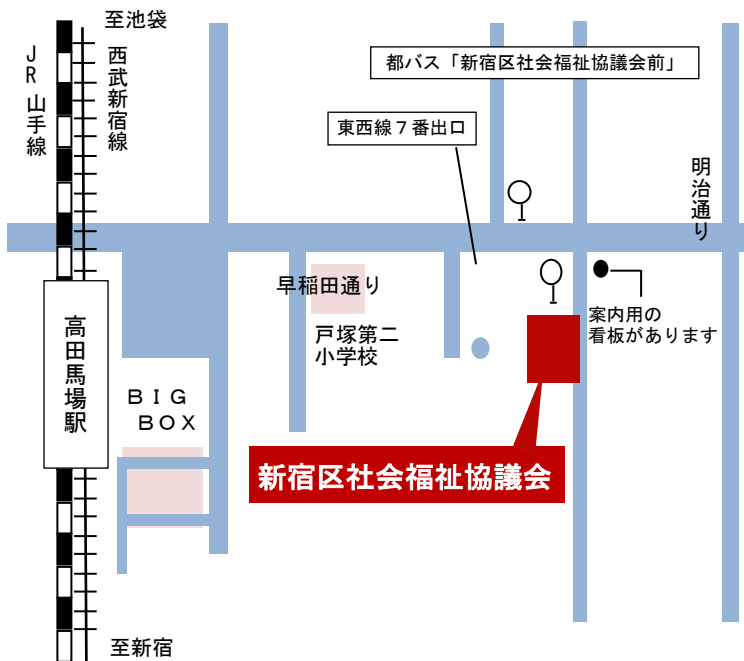 至池袋
JR山手線
西武新宿線
都バス「新宿区社会福祉協議会前」
東西線７番出口
明治通り
早稲田通り
案内用の
看板があります
戸塚第二
小学校
高田馬場駅
ＢＩＧ
ＢＯＸ
新宿区社会福祉協議会
至新宿